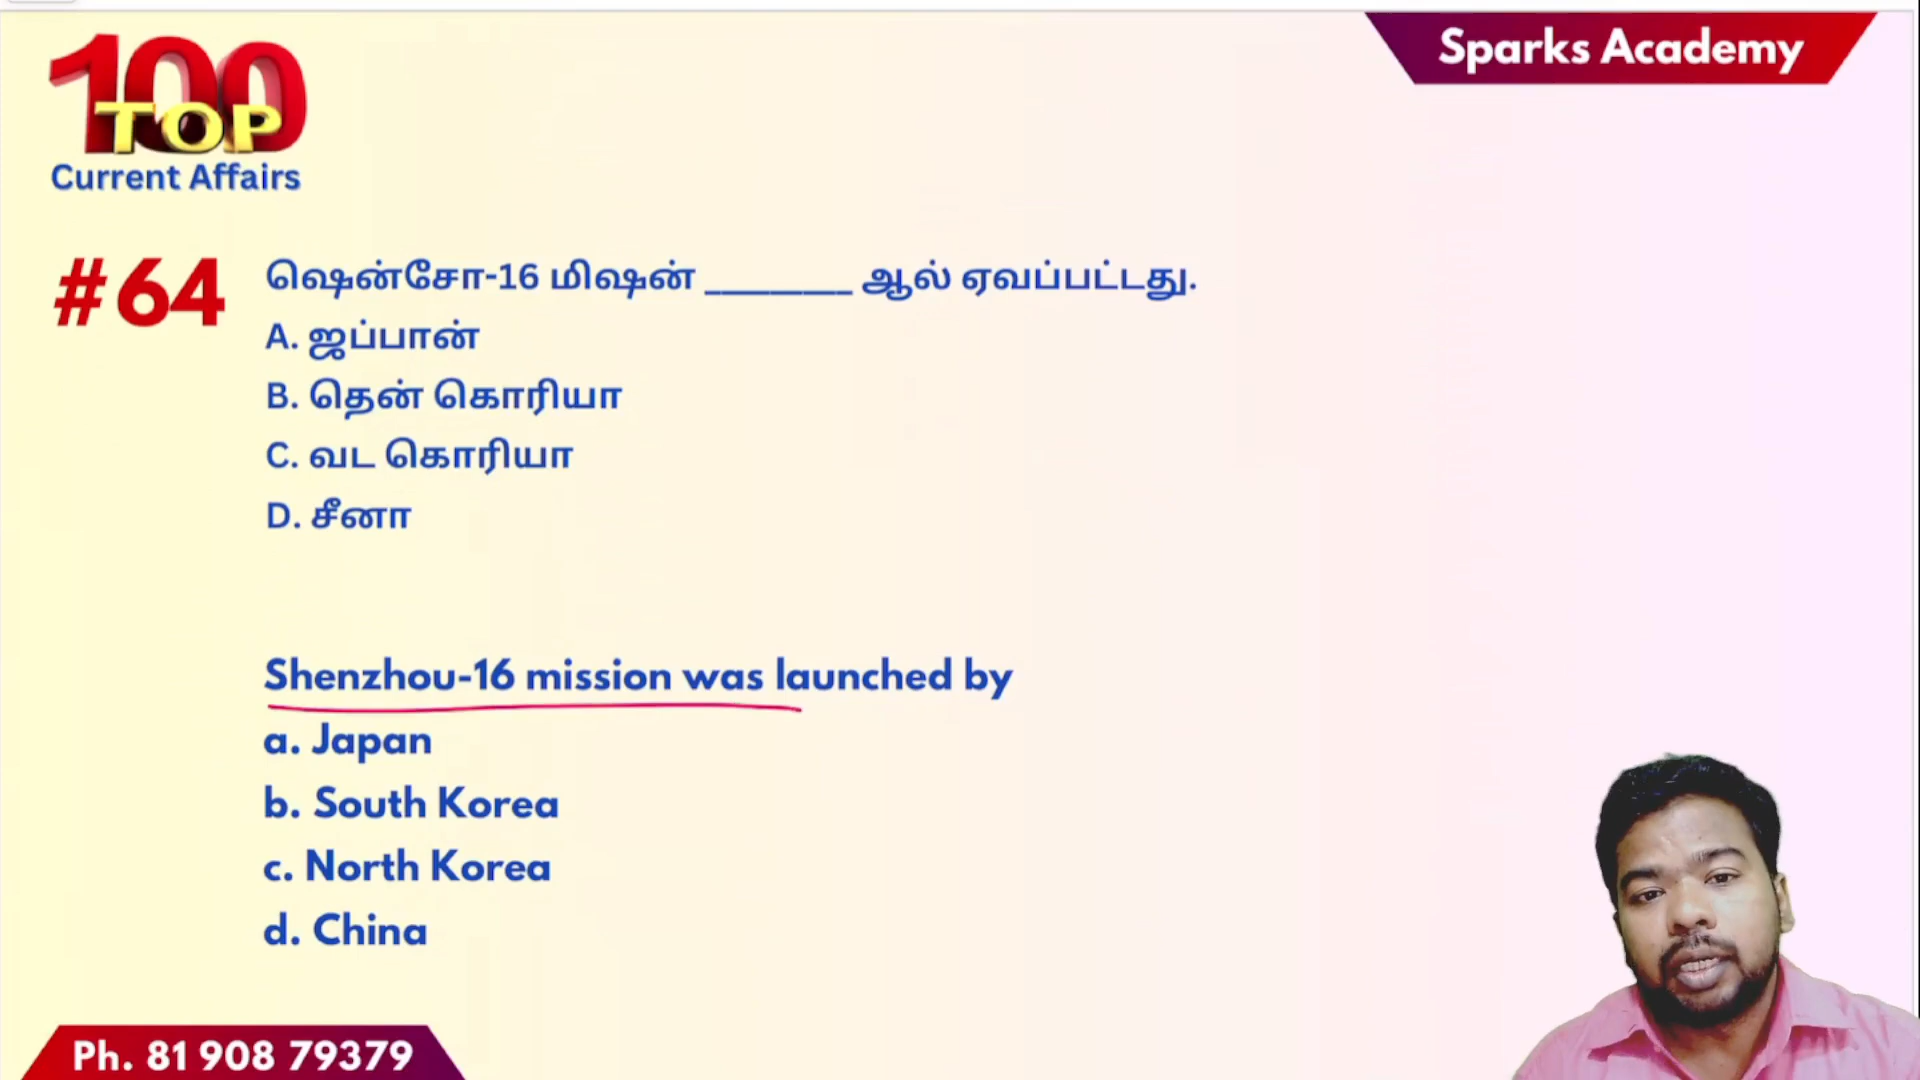 100
TOP
Current Affairs
Sparks Academy
#64
ஷென்சோ-16 மிஷன் ________ ஆல் ஏவப்பட்டது.
A. ஜப்பான்
B. தென் கொரியா
C. வட கொரியா
D. சீனா
Shenzhou-16 mission was launched by
a. Japan
b. South Korea
c. North Korea
d. China
Ph. 81 908 79379